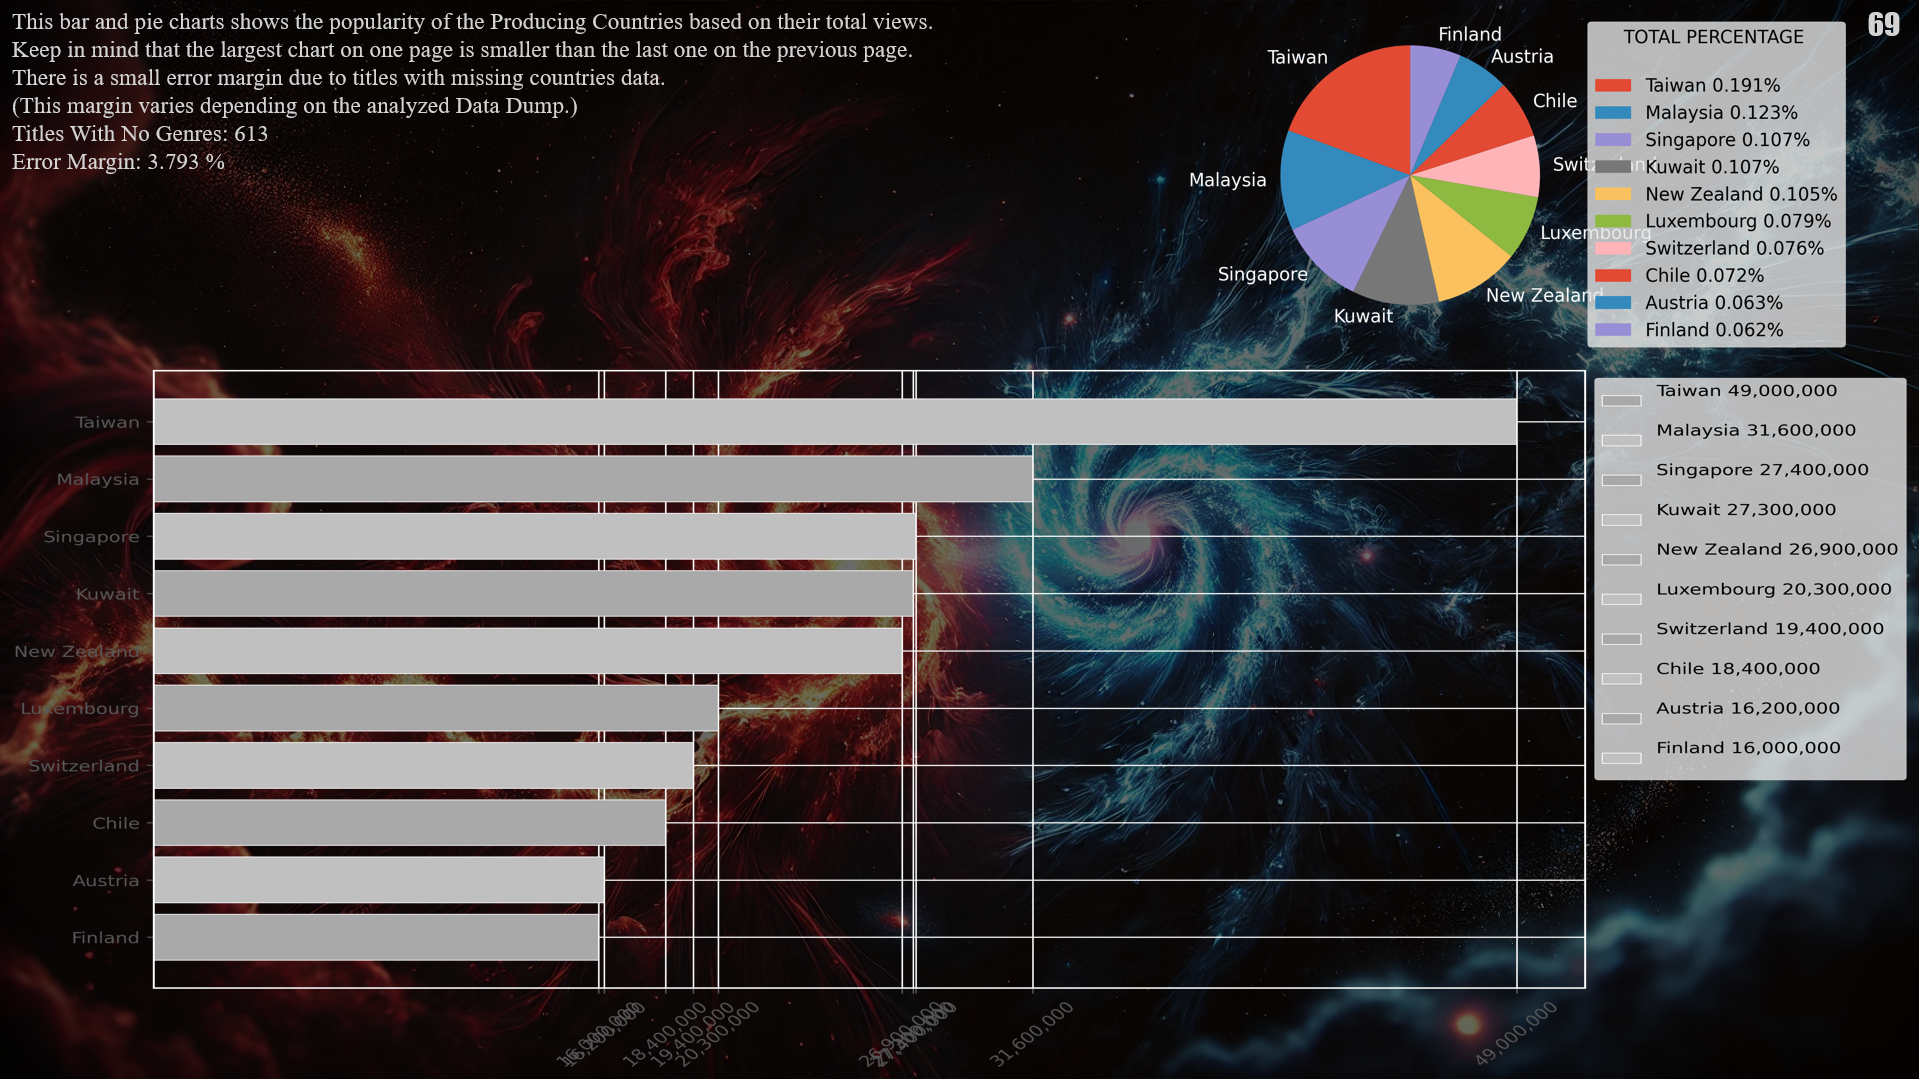 This bar and pie charts shows the popularity of the Producing Countries based on their total views.
Keep in mind that the largest chart on one page is smaller than the last one on the previous page.
There is a small error margin due to titles with missing countries data.
(This margin varies depending on the analyzed Data Dump.)
Titles With No Genres: 613
Error Margin: 3.793 %
69
Finland
Austria
Taiwan
Chile
Malaysia
Luxembourg
Singapore
New Zealand
Kuwait
TOTAL PERCENTAGE
Taiwan 0.191%
Malaysia 0.123%
Singapore 0.107%
Kuwait 0.107%
New Zealand 0.105%
Luxembourg 0.079%
Switzerland 0.076%
Chile 0.072%
Austria 0.063%
Finland 0.062%
Taiwan
Malaysia
Singapore
Kuwait
New Zealand
Luxembourg
Switzerland
Chile
Austria
Finland
Taiwan 49,000,000
Malaysia 31,600,000
Singapore 27,400,000
Kuwait 27,300,000
New Zealand 26,900,000
Luxembourg 20,300,000
Switzerland 19,400,000
Chile 18,400,000
Austria 16,200,000
Finland 16,000,000
18,400,000
19,400,000
20,300,000
31,600,000
49,000,000